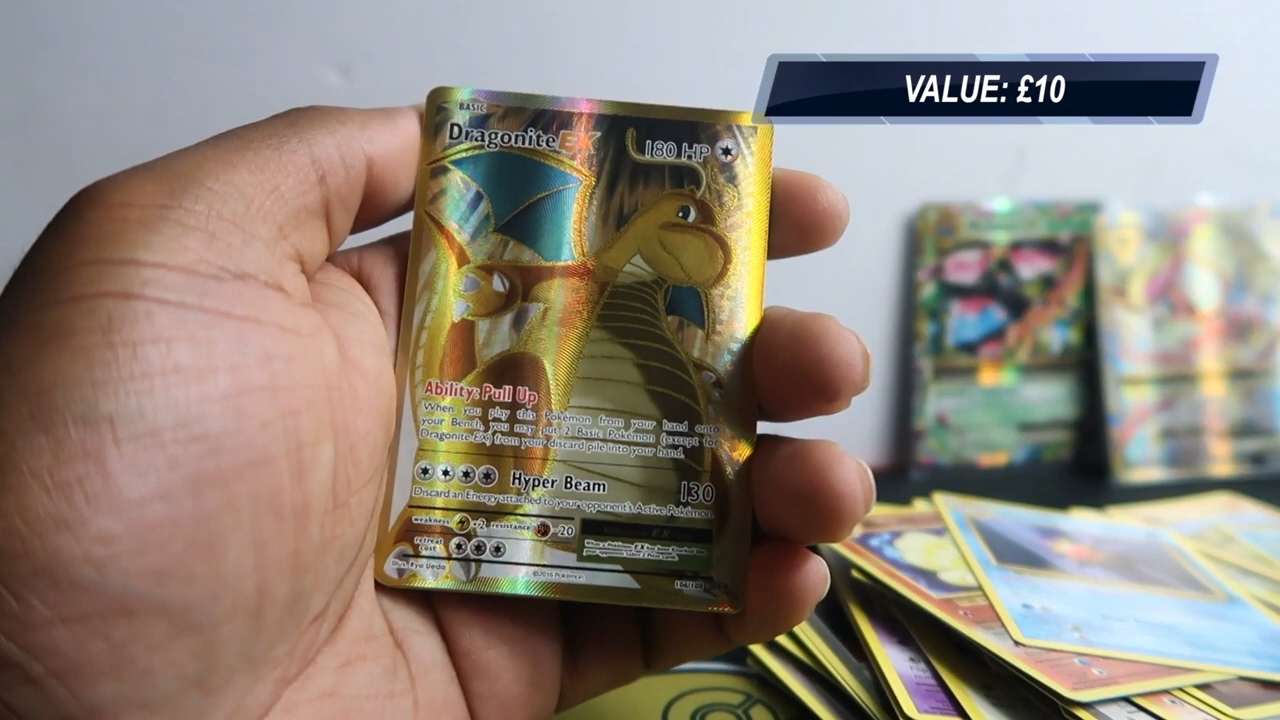 VALUE: £10
BASIC
Dragonite EX
180 HP
Ability: Pull Up
When you play this Pokémon from your hand onto
your Bench, you may put 2 Basic Pokémon (except for
Dragonite-EX) from your discard pile into your hand.
Hyper Beam 130
Discard an Energy attached to your opponent's Active Pokémon.
weakness ×2 resistance -20
retreat
cost
Illus. Ryo Ueda
©2016 Pokémon
106/108